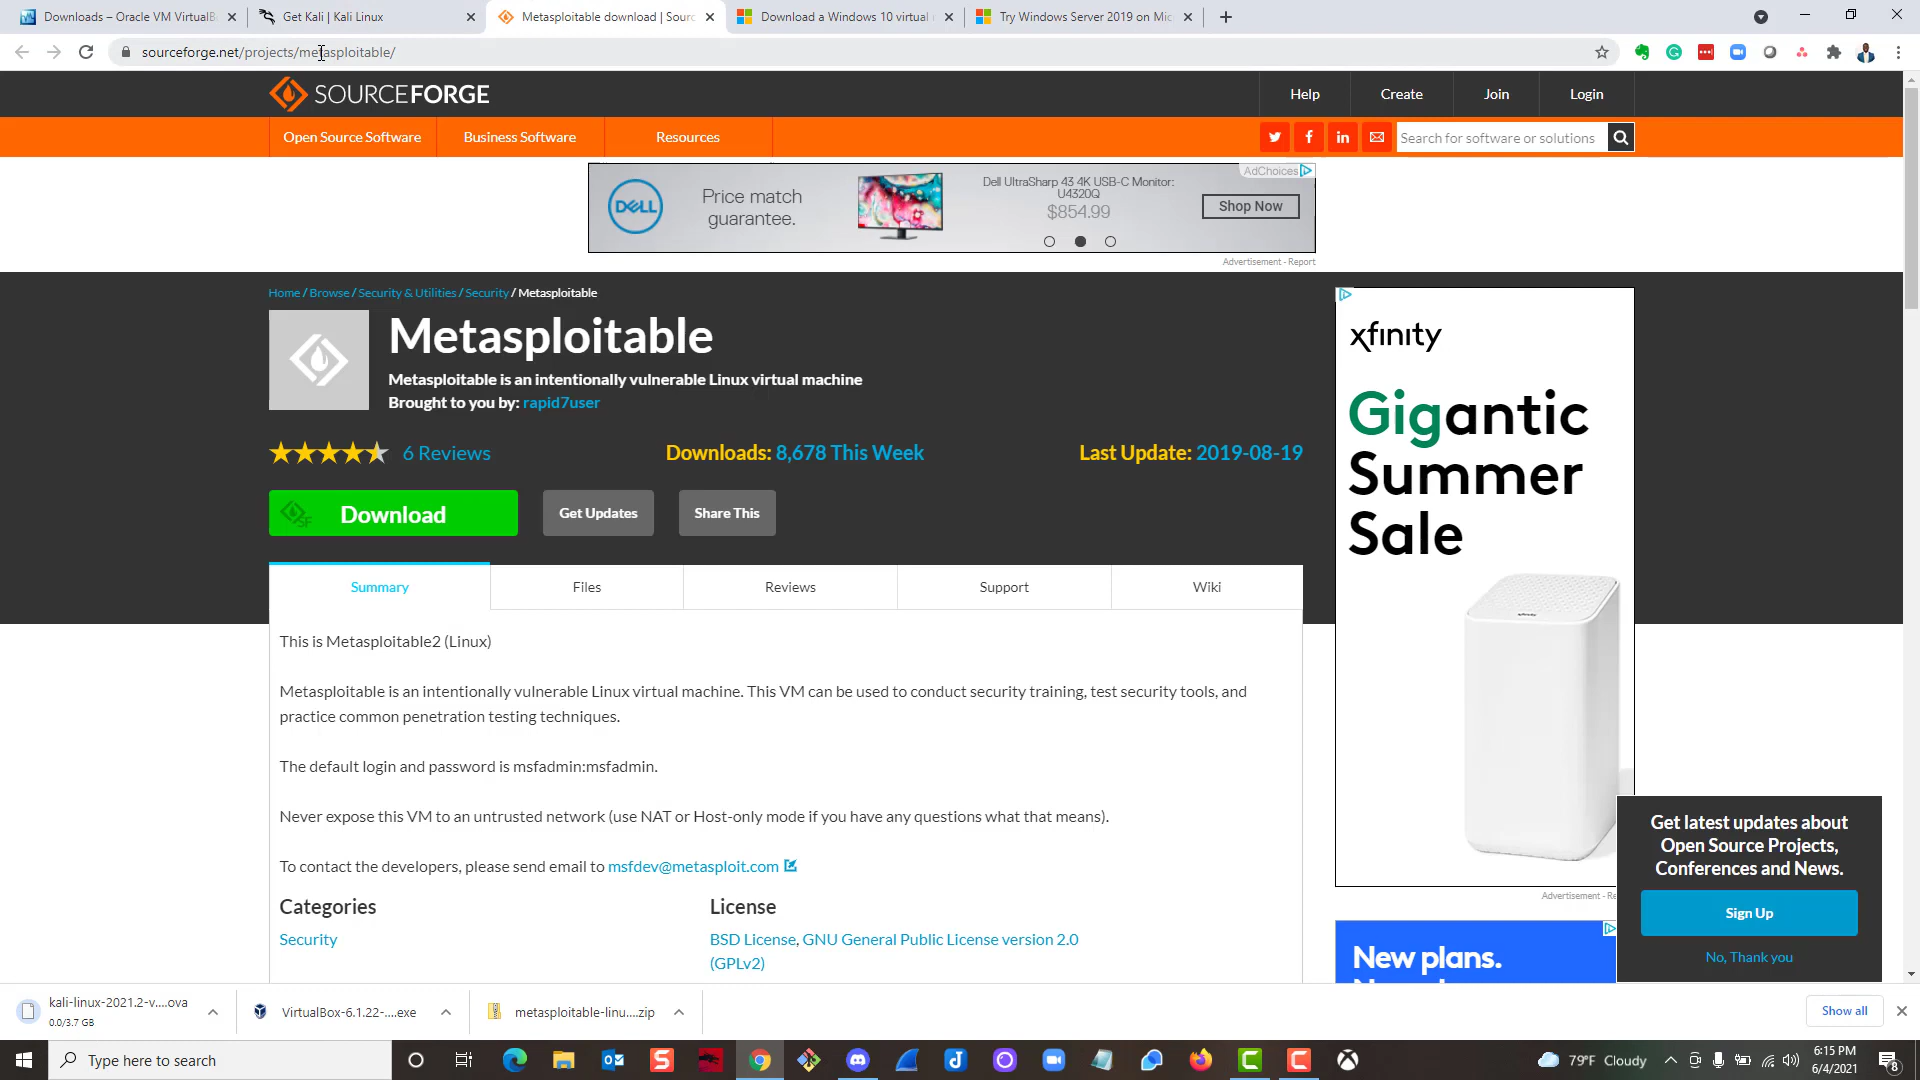 Downloads – Oracle VM VirtualB
Get Kali | Kali Linux
Metasploitable download | Sourc
Download a Windows 10 virtual
Try Windows Server 2019 on Mic
sourceforge.net/projects/metasploitable/
SOURCEFORGE
Help
Create
Join
Login
Open Source Software
Business Software
Resources
Search for software or solutions
DELL
Price match
guarantee.
Dell UltraSharp 43 4K USB-C Monitor:
U4320Q
$854.99
Shop Now
AdChoices
Advertisement - Report
Home / Browse / Security & Utilities / Security / Metasploitable
Metasploitable
Metasploitable is an intentionally vulnerable Linux virtual machine
Brought to you by: rapid7user
6 Reviews
Downloads: 8,678 This Week
Last Update: 2019-08-19
SF
Download
Get Updates
Share This
Summary
Files
Reviews
Support
Wiki
This is Metasploitable2 (Linux)
Metasploitable is an intentionally vulnerable Linux virtual machine. This VM can be used to conduct security training, test security tools, and
practice common penetration testing techniques.
The default login and password is msfadmin:msfadmin.
Never expose this VM to an untrusted network (use NAT or Host-only mode if you have any questions what that means).
To contact the developers, please send email to msfdev@metasploit.com
Categories
Security
License
BSD License, GNU General Public License version 2.0
(GPLv2)
xfinity
Gigantic
Summer
Sale
Advertisement - Re
New plans.
Get latest updates about
Open Source Projects,
Conferences and News.
Sign Up
No, Thank you
kali-linux-2021.2-v....ova
0.0/3.7 GB
VirtualBox-6.1.22-....exe
metasploitable-linu....zip
Show all
Type here to search
79°F Cloudy
6:15 PM
6/4/2021
8